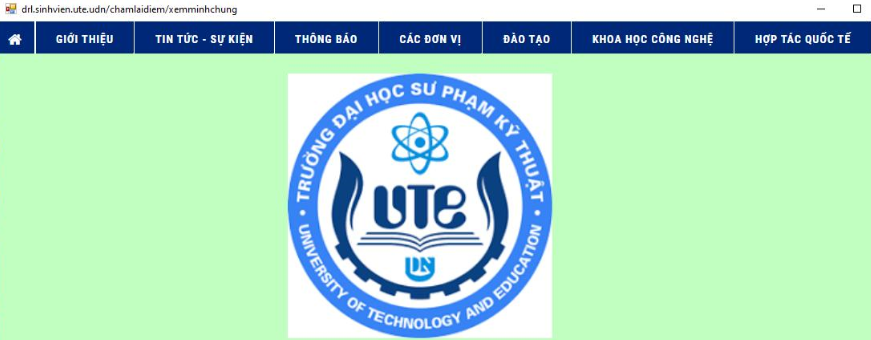 drl.sinhvien.ute.udn/chamlaidiem/xemminhchung
GIỚI THIỆU TIN TỨC - SỰ KIỆN THÔNG BÁO CÁC ĐƠN VỊ ĐÀO TẠO KHOA HỌC CÔNG NGHỆ HỢP TÁC QUỐC TẾ
TRƯỜNG ĐẠI HỌC SƯ PHẠM KỸ THUẬT
UTE
UDN
UNIVERSITY OF TECHNOLOGY AND EDUCATION